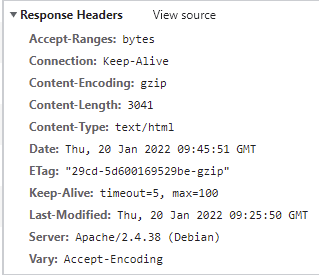 Response Headers View source
Accept-Ranges: bytes
Connection: Keep-Alive
Content-Encoding: gzip
Content-Length: 3041
Content-Type: text/html
Date: Thu, 20 Jan 2022 09:45:51 GMT
ETag: "29cd-5d600169529be-gzip"
Keep-Alive: timeout=5, max=100
Last-Modified: Thu, 20 Jan 2022 09:25:50 GMT
Server: Apache/2.4.38 (Debian)
Vary: Accept-Encoding